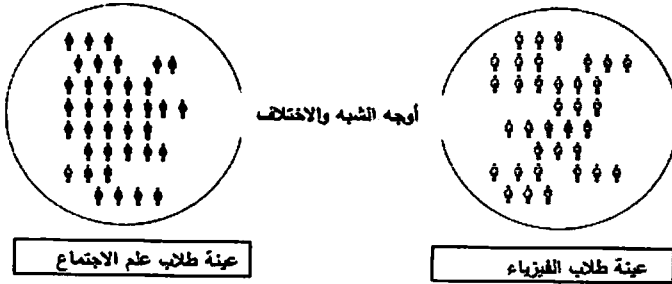 أوجه الشبه والاختلاف
عينة طلاب الفيزياء
عينة طلاب علم الاجتماع